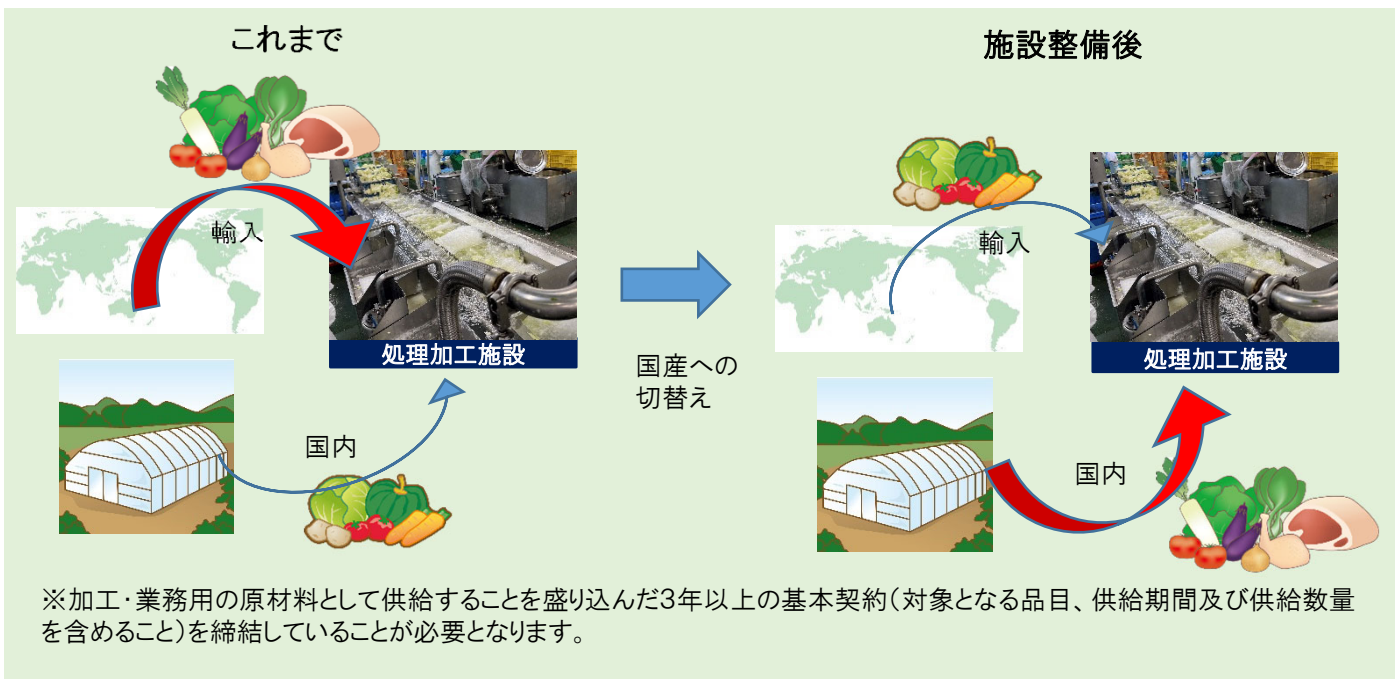 これまで
施設整備後
輸入
処理加工施設
国内
国産への
切替え
輸入
処理加工施設
国内
※加工・業務用の原材料として供給することを盛り込んだ3年以上の基本契約（対象となる品目、供給期間及び供給数量
を含めること）を締結していることが必要となります。